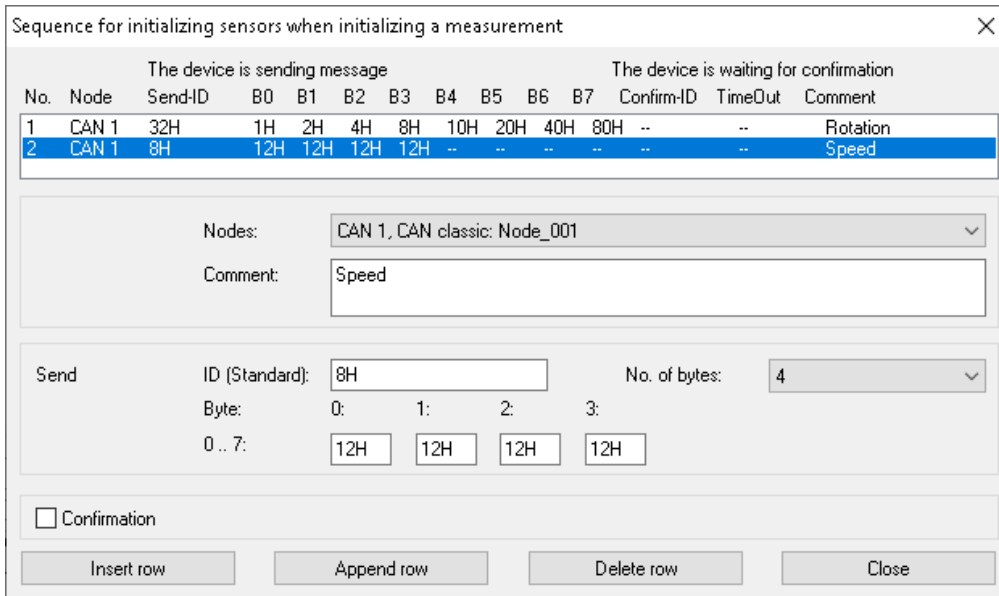 Sequence for initializing sensors when initializing a measurement
The device is sending message The device is waiting for confirmation
No. Node Send-ID B0 B1 B2 B3 B4 B5 B6 B7 Confirm-ID TimeOut Comment
1 CAN 1 32H 1H 2H 4H 8H 10H 20H 40H 80H -- -- Rotation
2 CAN 1 8H 12H 12H 12H 12H -- -- -- -- -- -- Speed
Nodes: CAN 1, CAN classic: Node_001
Comment: Speed
Send ID (Standard): 8H No. of bytes: 4
Byte: 0: 1: 2: 3:
0 .. 7: 12H 12H 12H 12H
Confirmation
Insert row Append row Delete row Close